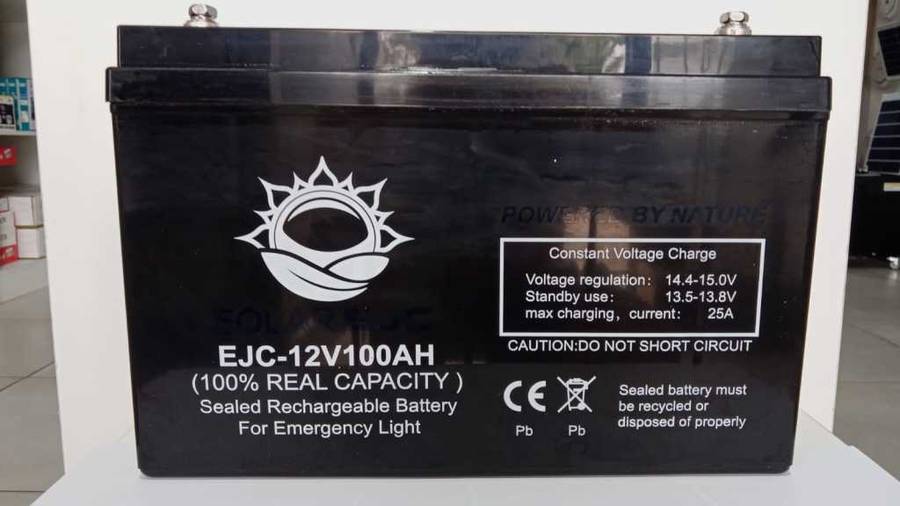 SOLAR EJC
EJC-12V100AH
(100% REAL CAPACITY )
Sealed Rechargeable Battery
For Emergency Light
POWERED BY NATURE
Constant Voltage Charge
Voltage regulation: 14.4-15.0V
Standby use: 13.5-13.8V
max charging, current: 25A
CAUTION:DO NOT SHORT CIRCUIT
CE
Pb Pb
Sealed battery must
be recycled or
disposed of properly